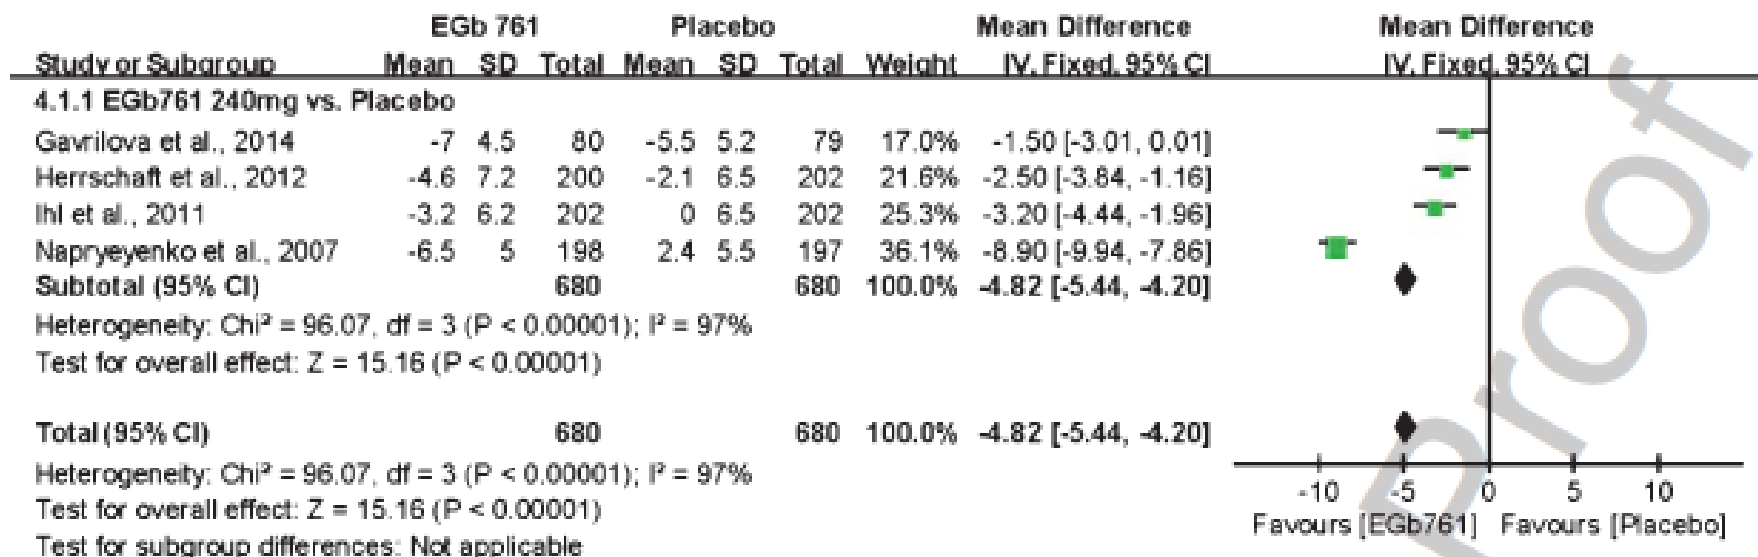 EGb 761 Placebo Mean Difference Mean Difference
Study or Subgroup Mean SD Total Mean SD Total Weight IV, Fixed, 95% CI IV, Fixed, 95% CI
4.1.1 EGb761 240mg vs. Placebo
Gavrilova et al., 2014 -7 4.5 80 -5.5 5.2 79 17.0% -1.50 [-3.01, 0.01]
Herrschaft et al., 2012 -4.6 7.2 200 -2.1 6.5 202 21.6% -2.50 [-3.84, -1.16]
Ihl et al., 2011 -3.2 6.2 202 0 6.5 202 25.3% -3.20 [-4.44, -1.96]
Napryeyenko et al., 2007 -6.5 5 198 2.4 5.5 197 36.1% -8.90 [-9.94, -7.86]
Subtotal (95% CI) 680 680 100.0% -4.82 [-5.44, -4.20]
Heterogeneity: Chi² = 96.07, df = 3 (P < 0.00001); I² = 97%
Test for overall effect: Z = 15.16 (P < 0.00001)
Total (95% CI) 680 680 100.0% -4.82 [-5.44, -4.20]
Heterogeneity: Chi² = 96.07, df = 3 (P < 0.00001); I² = 97%
Test for overall effect: Z = 15.16 (P < 0.00001)
Test for subgroup differences: Not applicable
-10 -5 0 5 10
Favours [EGb761] Favours [Placebo]
Proof